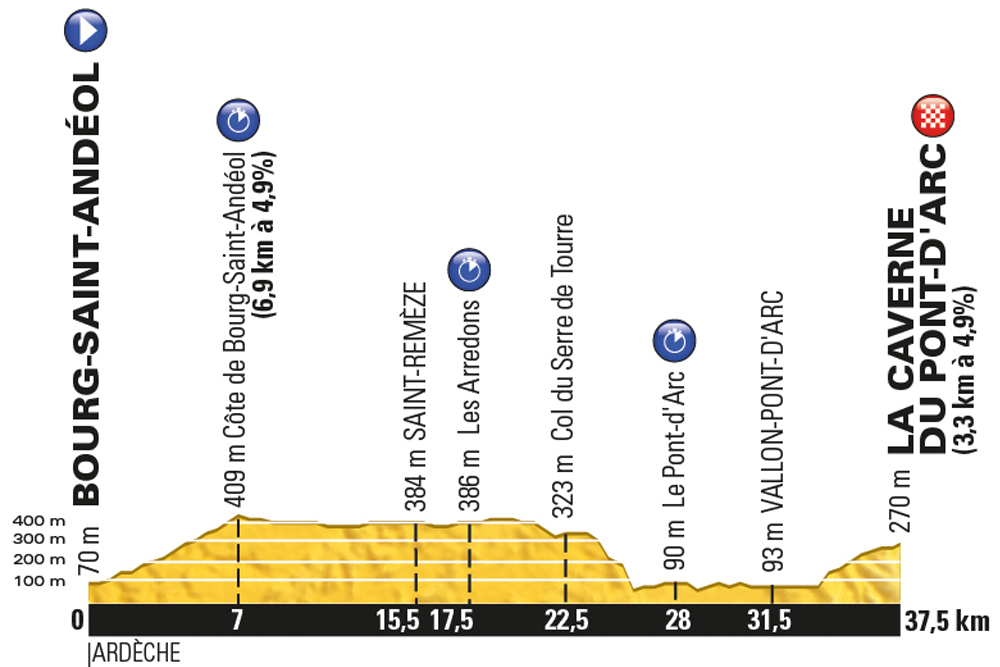 BOURG-SAINT-ANDÉOL
70 m
409 m Côte de Bourg-Saint-Andéol
(6,9 km à 4,9%)
384 m SAINT-REMÈZE
386 m Les Arredons
323 m Col du Serre de Tourre
90 m Le Pont-d'Arc
93 m VALLON-PONT-D'ARC
LA CAVERNE
DU PONT-D'ARC
(3,3 km à 4,9%)
270 m
400 m
300 m
200 m
100 m
0 7 15,5 17,5 22,5 28 31,5 37,5 km
ARDÈCHE